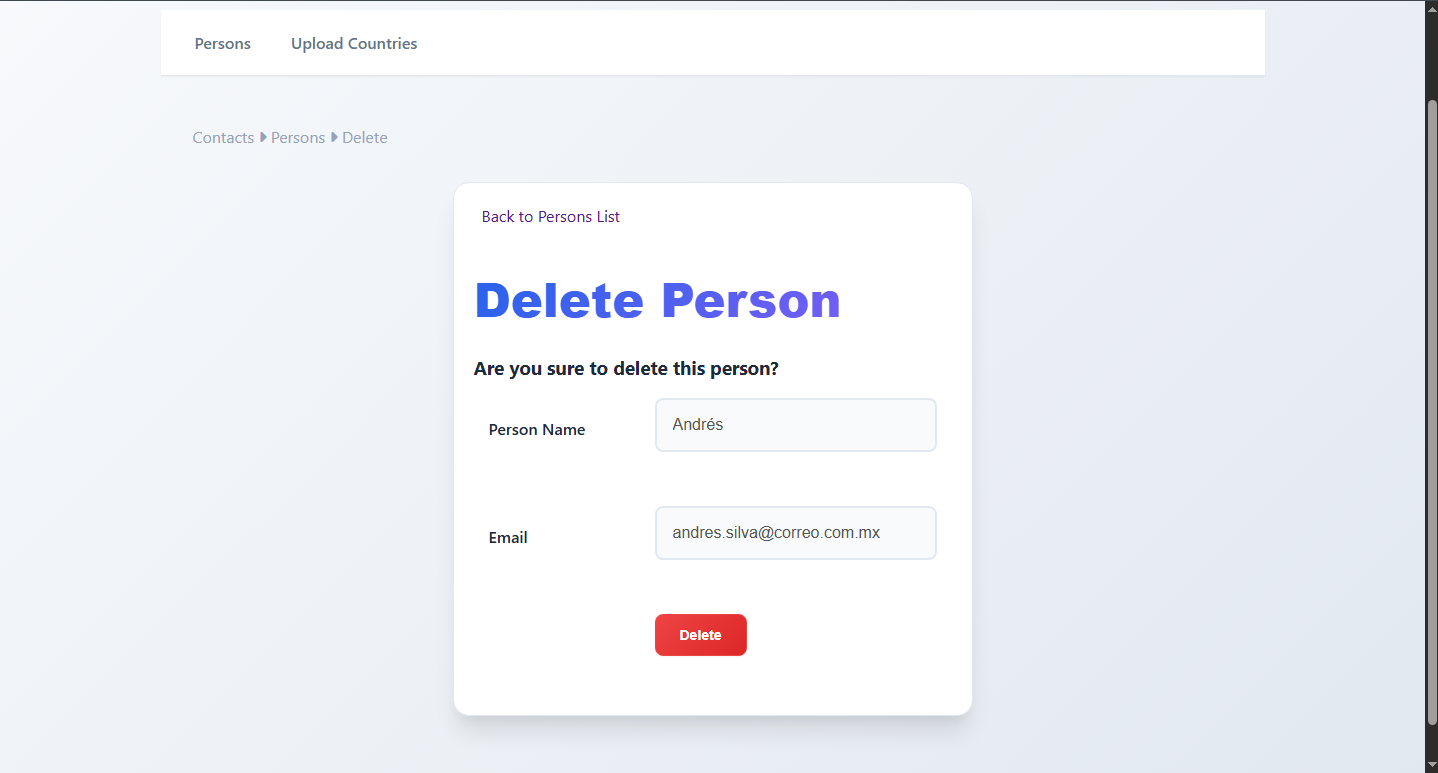 Persons Upload Countries
Contacts Persons Delete
Back to Persons List
Delete Person
Are you sure to delete this person?
Person Name Andrés
Email andres.silva@correo.com.mx
Delete